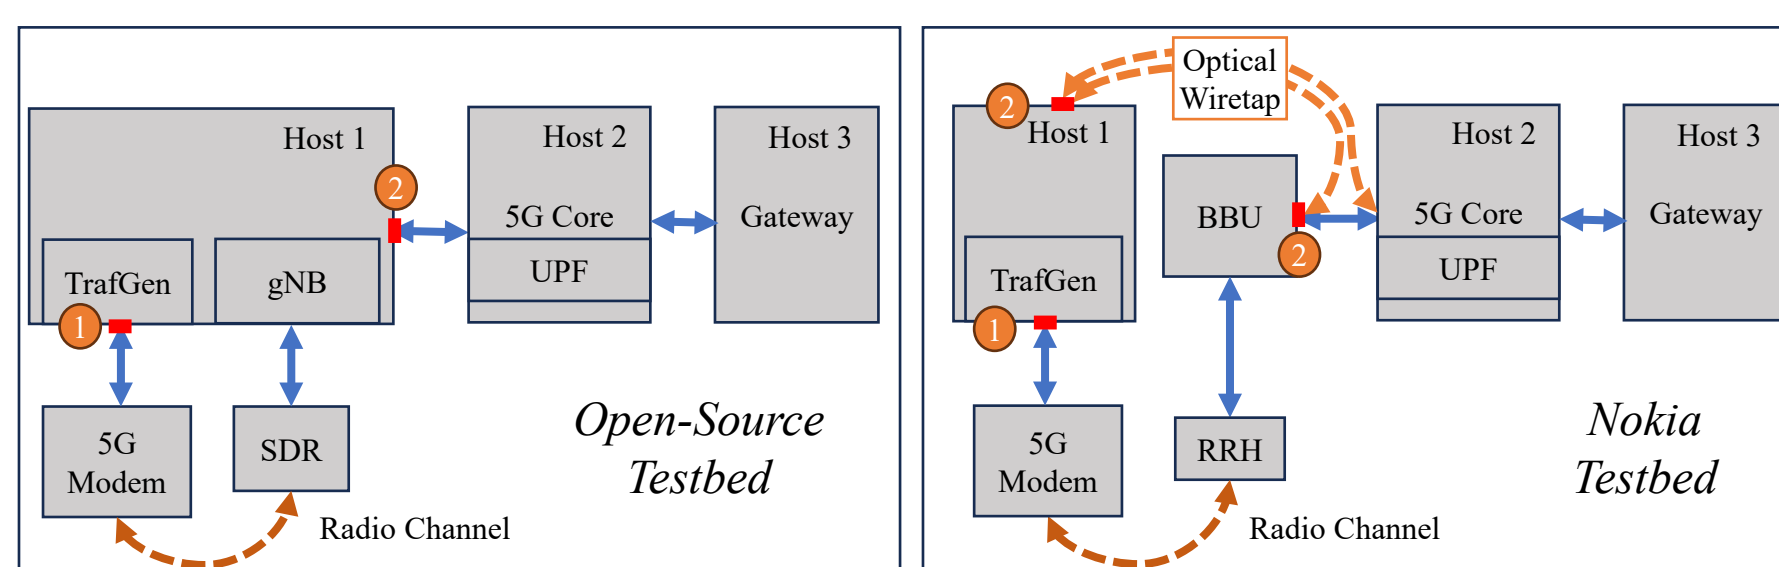 Host 1
2
Host 2
Host 3
5G Core
Gateway
TrafGen
gNB
UPF
1
5G
Modem
SDR
Radio Channel
Open-Source
Testbed
Optical
Wiretap
2
Host 1
Host 2
Host 3
BBU
5G Core
Gateway
2
TrafGen
UPF
1
5G
Modem
RRH
Radio Channel
Nokia
Testbed